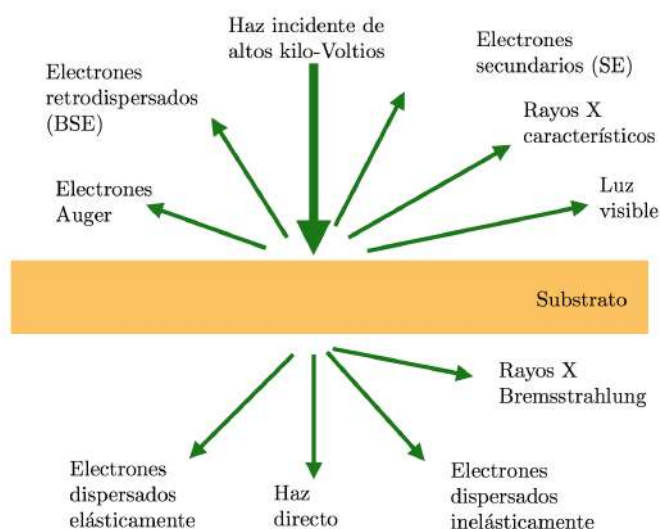 Haz incidente de
altos kilo-Voltios
Electrones
secundarios (SE)
Electrones
retrodispersados
(BSE)
Rayos X
característicos
Electrones
Auger
Luz
visible
Substrato
Rayos X
Bremsstrahlung
Electrones
dispersados
elásticamente
Haz
directo
Electrones
dispersados
inelásticamente